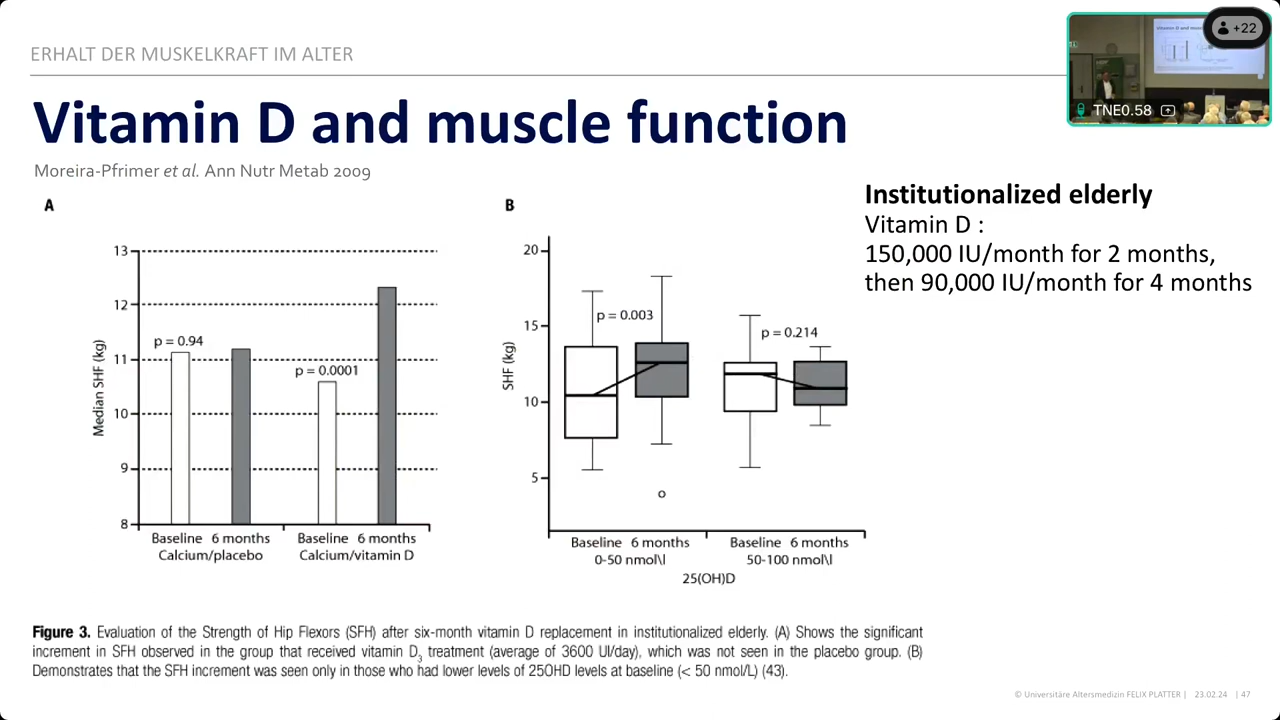 ERHALT DER MUSKELKRAFT IM ALTER
+22
TNE0.58
Vitamin D and muscle function
Moreira-Pfrimer et al. Ann Nutr Metab 2009
Institutionalized elderly
Vitamin D :
150,000 IU/month for 2 months,
then 90,000 IU/month for 4 months
A
Median SHF (kg)
13
12
11
10
9
8
p = 0.94
p = 0.0001
Baseline 6 months Baseline 6 months
Calcium/placebo Calcium/vitamin D
B
SHF (kg)
20
15
10
5
p = 0.003
p = 0.214
Baseline 6 months Baseline 6 months
0-50 nmol\l 50-100 nmol\l
25(OH)D
Figure 3. Evaluation of the Strength of Hip Flexors (SFH) after six-month vitamin D replacement in institutionalized elderly. (A) Shows the significant
increment in SFH observed in the group that received vitamin D3 treatment (average of 3600 UI/day), which was not seen in the placebo group. (B)
Demonstrates that the SFH increment was seen only in those who had lower levels of 25OHD levels at baseline (< 50 nmol/L) (43).
© Universitäre Altersmedizin FELIX PLATTER | 23.02.24 | 47